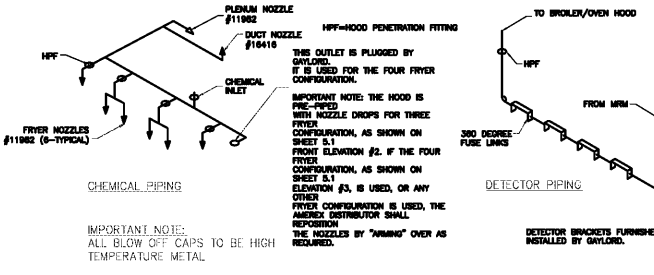 PLENUM NOZZLE
#11982
DUCT NOZZLE
#16416
HPF
CHEMICAL
INLET
FRYER NOZZLES
#11982 (6-TYPICAL)
CHEMICAL PIPING
IMPORTANT NOTE:
ALL BLOW OFF CAPS TO BE HIGH
TEMPERATURE METAL
HPF=HOOD PENETRATION FITTING
THIS OUTLET IS PLUGGED BY
GAYLORD.
IT IS USED FOR THE FOUR FRYER
CONFIGURATION.
IMPORTANT NOTE: THE HOOD IS
PRE-PIPED
WITH NOZZLE DROPS FOR THREE
FRYER
CONFIGURATION, AS SHOWN ON
SHEET 5.1
FRONT ELEVATION #2. IF THE FOUR
FRYER
CONFIGURATION, AS SHOWN ON
SHEET 5.1
ELEVATION #3, IS USED, OR ANY
OTHER
FRYER CONFIGURATION IS USED, THE
AMEREX DISTRIBUTOR SHALL
REPOSITION
THE NOZZLES BY "ARMING" OVER AS
REQUIRED.
TO BROILER/OVEN HOOD
HPF
FROM MRM
360 DEGREE
FUSE LINKS
DETECTOR PIPING
DETECTOR BRACKETS FURNISHE
INSTALLED BY GAYLORD.